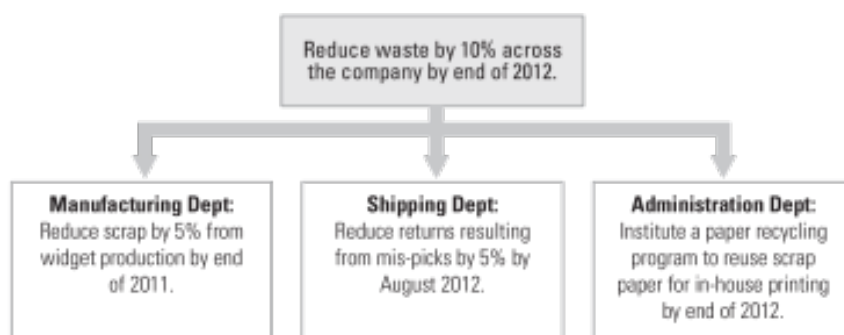 Reduce waste by 10% across
the company by end of 2012.
Manufacturing Dept:
Reduce scrap by 5% from
widget production by end
of 2011.
Shipping Dept:
Reduce returns resulting
from mis-picks by 5% by
August 2012.
Administration Dept:
Institute a paper recycling
program to reuse scrap
paper for in-house printing
by end of 2012.